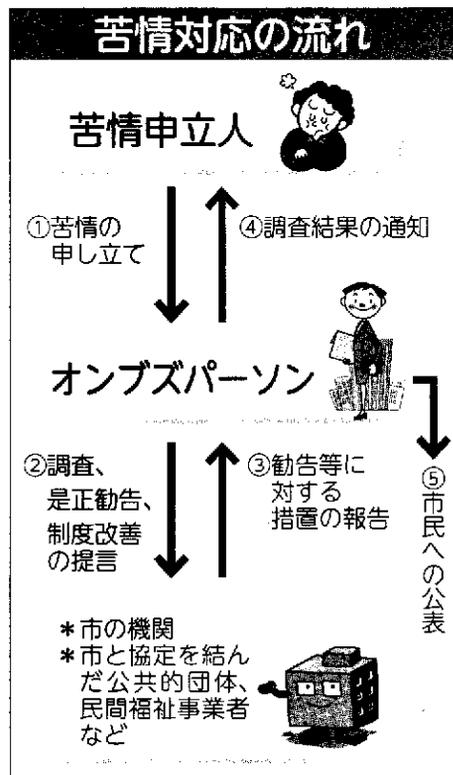 苦情対応の流れ
苦情申立人
①苦情の
申し立て
④調査結果の通知
オンブズパーソン
②調査、
是正勧告、
制度改善
の提言
③勧告等に
対する
措置の報告
⑤市民への公表
＊市の機関
＊市と協定を結ん
だ公共的団体、
民間福祉事業者
など